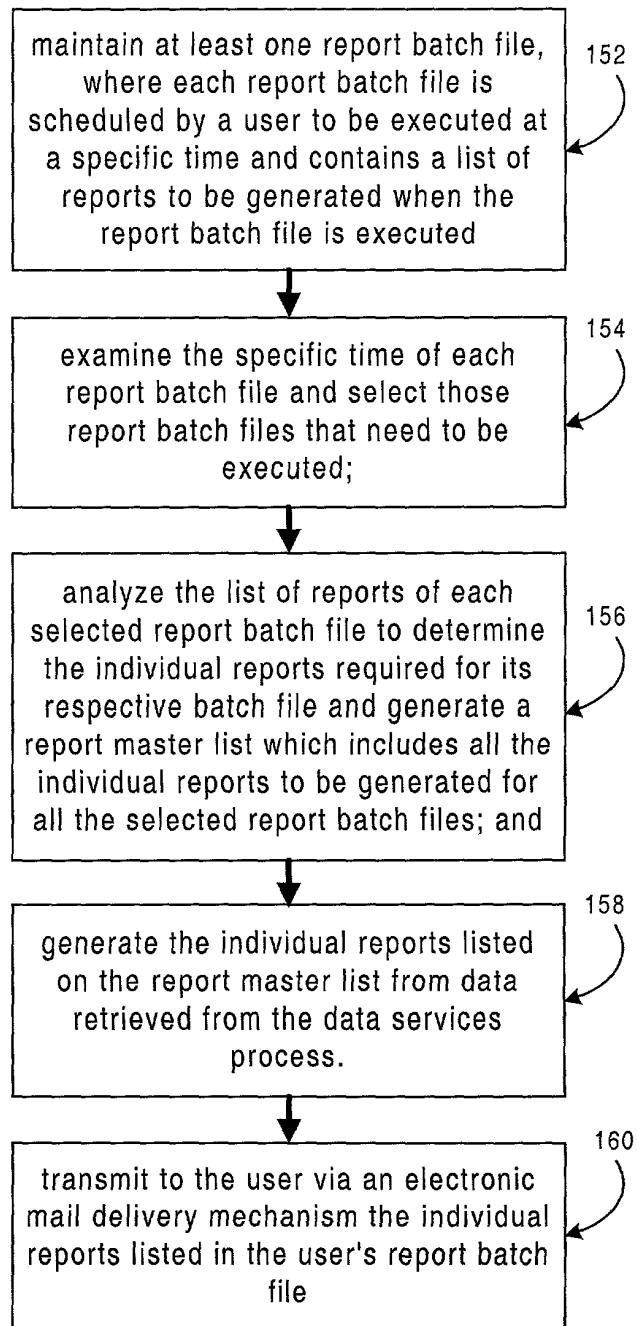 maintain at least one report batch file,
where each report batch file is
scheduled by a user to be executed at
a specific time and contains a list of
reports to be generated when the
report batch file is executed
152
examine the specific time of each
report batch file and select those
report batch files that need to be
executed;
154
analyze the list of reports of each
selected report batch file to determine
the individual reports required for its
respective batch file and generate a
report master list which includes all the
individual reports to be generated for
all the selected report batch files; and
156
generate the individual reports listed
on the report master list from data
retrieved from the data services
process.
158
transmit to the user via an electronic
mail delivery mechanism the individual
reports listed in the user's report batch
file
160